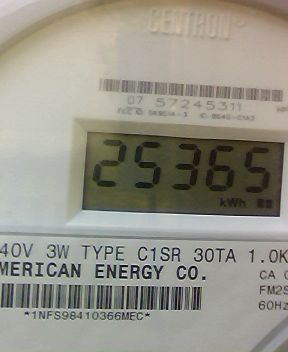 CENTRON
07 57245311
25365
kWh
40V 3W TYPE C1SR 30TA 1.0K
MERICAN ENERGY CO.
CA
FM2S
60Hz
*1NFS98410366MEC*